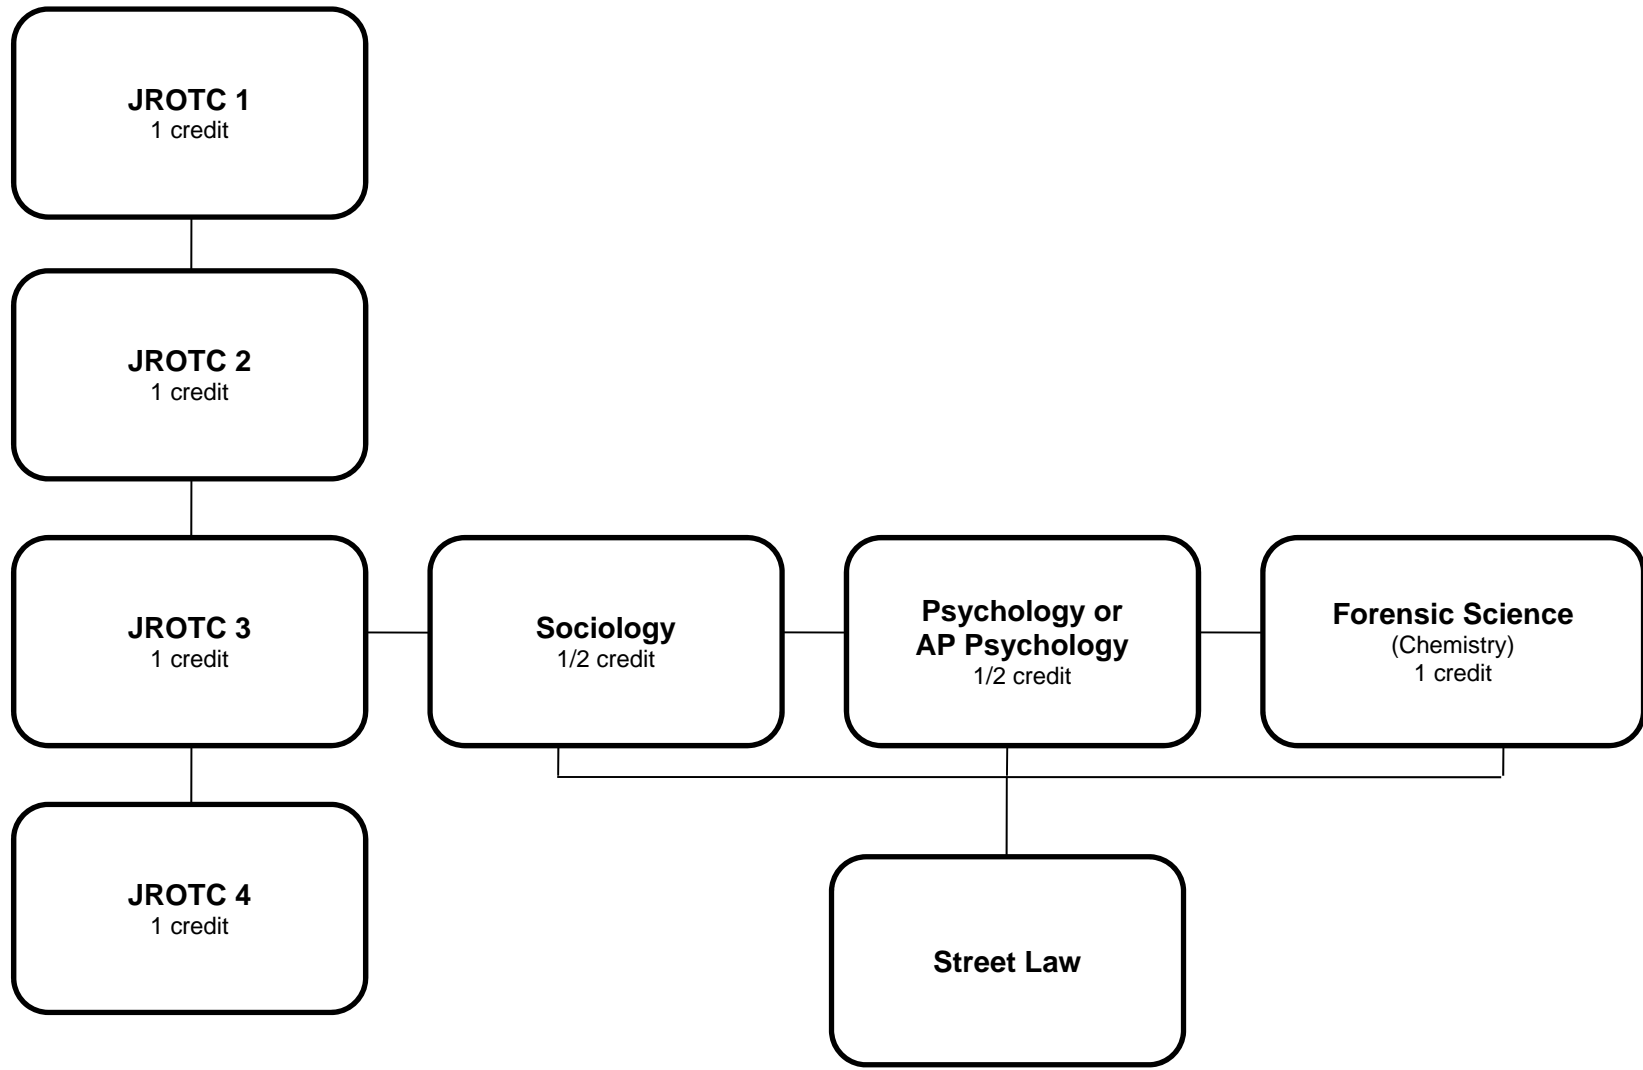 JROTC 1
1 credit
JROTC 2
1 credit
JROTC 3
1 credit
Sociology
1/2 credit
Psychology or
AP Psychology
1/2 credit
Forensic Science
(Chemistry)
1 credit
JROTC 4
1 credit
Street Law